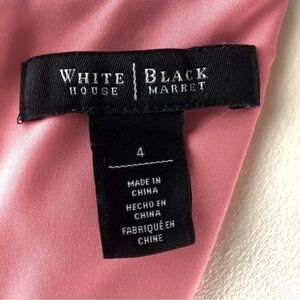 WHITE | BLACK
HOUSE | MARKET
4
MADE IN
CHINA
HECHO EN
CHINA
FABRIQUÉ EN
CHINE